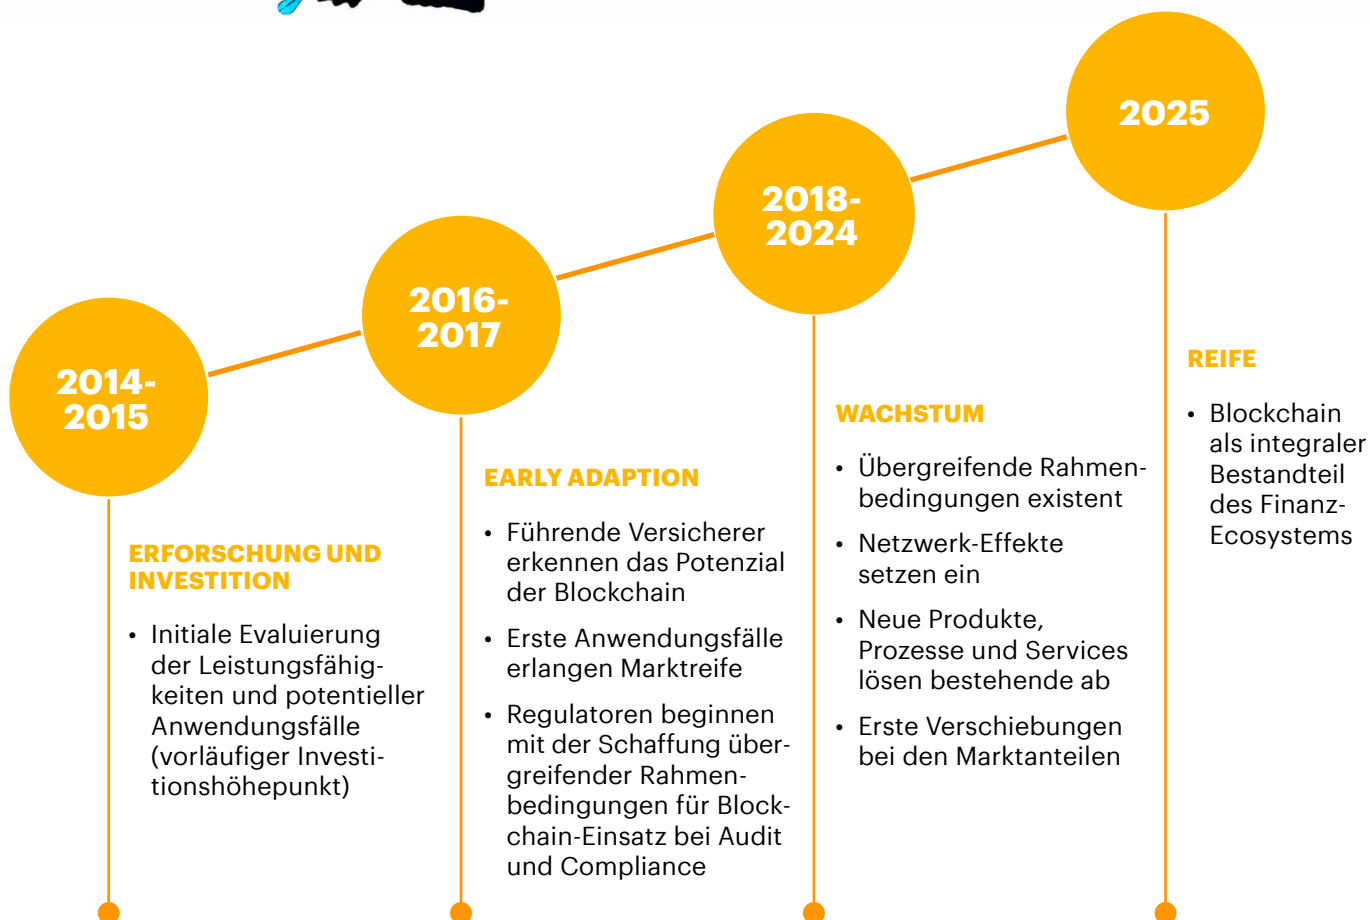 2014-
2015
ERFORSCHUNG UND
INVESTITION
• Initiale Evaluierung
der Leistungsfähig-
keiten und potentieller
Anwendungsfälle
(vorläufiger Investi-
tionshöhepunkt)
2016-
2017
EARLY ADAPTION
• Führende Versicherer
erkennen das Potenzial
der Blockchain
• Erste Anwendungsfälle
erlangen Marktreife
• Regulatoren beginnen
mit der Schaffung über-
greifender Rahmen-
bedingungen für Block-
chain-Einsatz bei Audit
und Compliance
2018-
2024
WACHSTUM
• Übergreifende Rahmen-
bedingungen existent
• Netzwerk-Effekte
setzen ein
• Neue Produkte,
Prozesse und Services
lösen bestehende ab
• Erste Verschiebungen
bei den Marktanteilen
2025
REIFE
• Blockchain
als integraler
Bestandteil
des Finanz-
Ecosystems